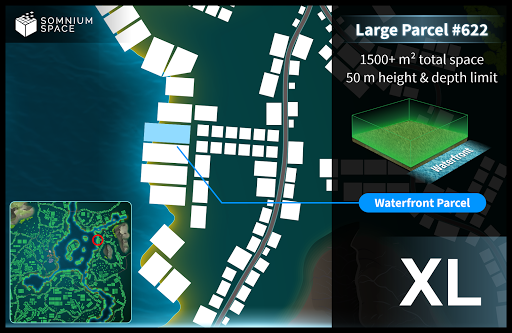 SOMNIUM
SPACE
Large Parcel #622
1500+ m² total space
50 m height & depth limit
Waterfront
Waterfront Parcel
XL